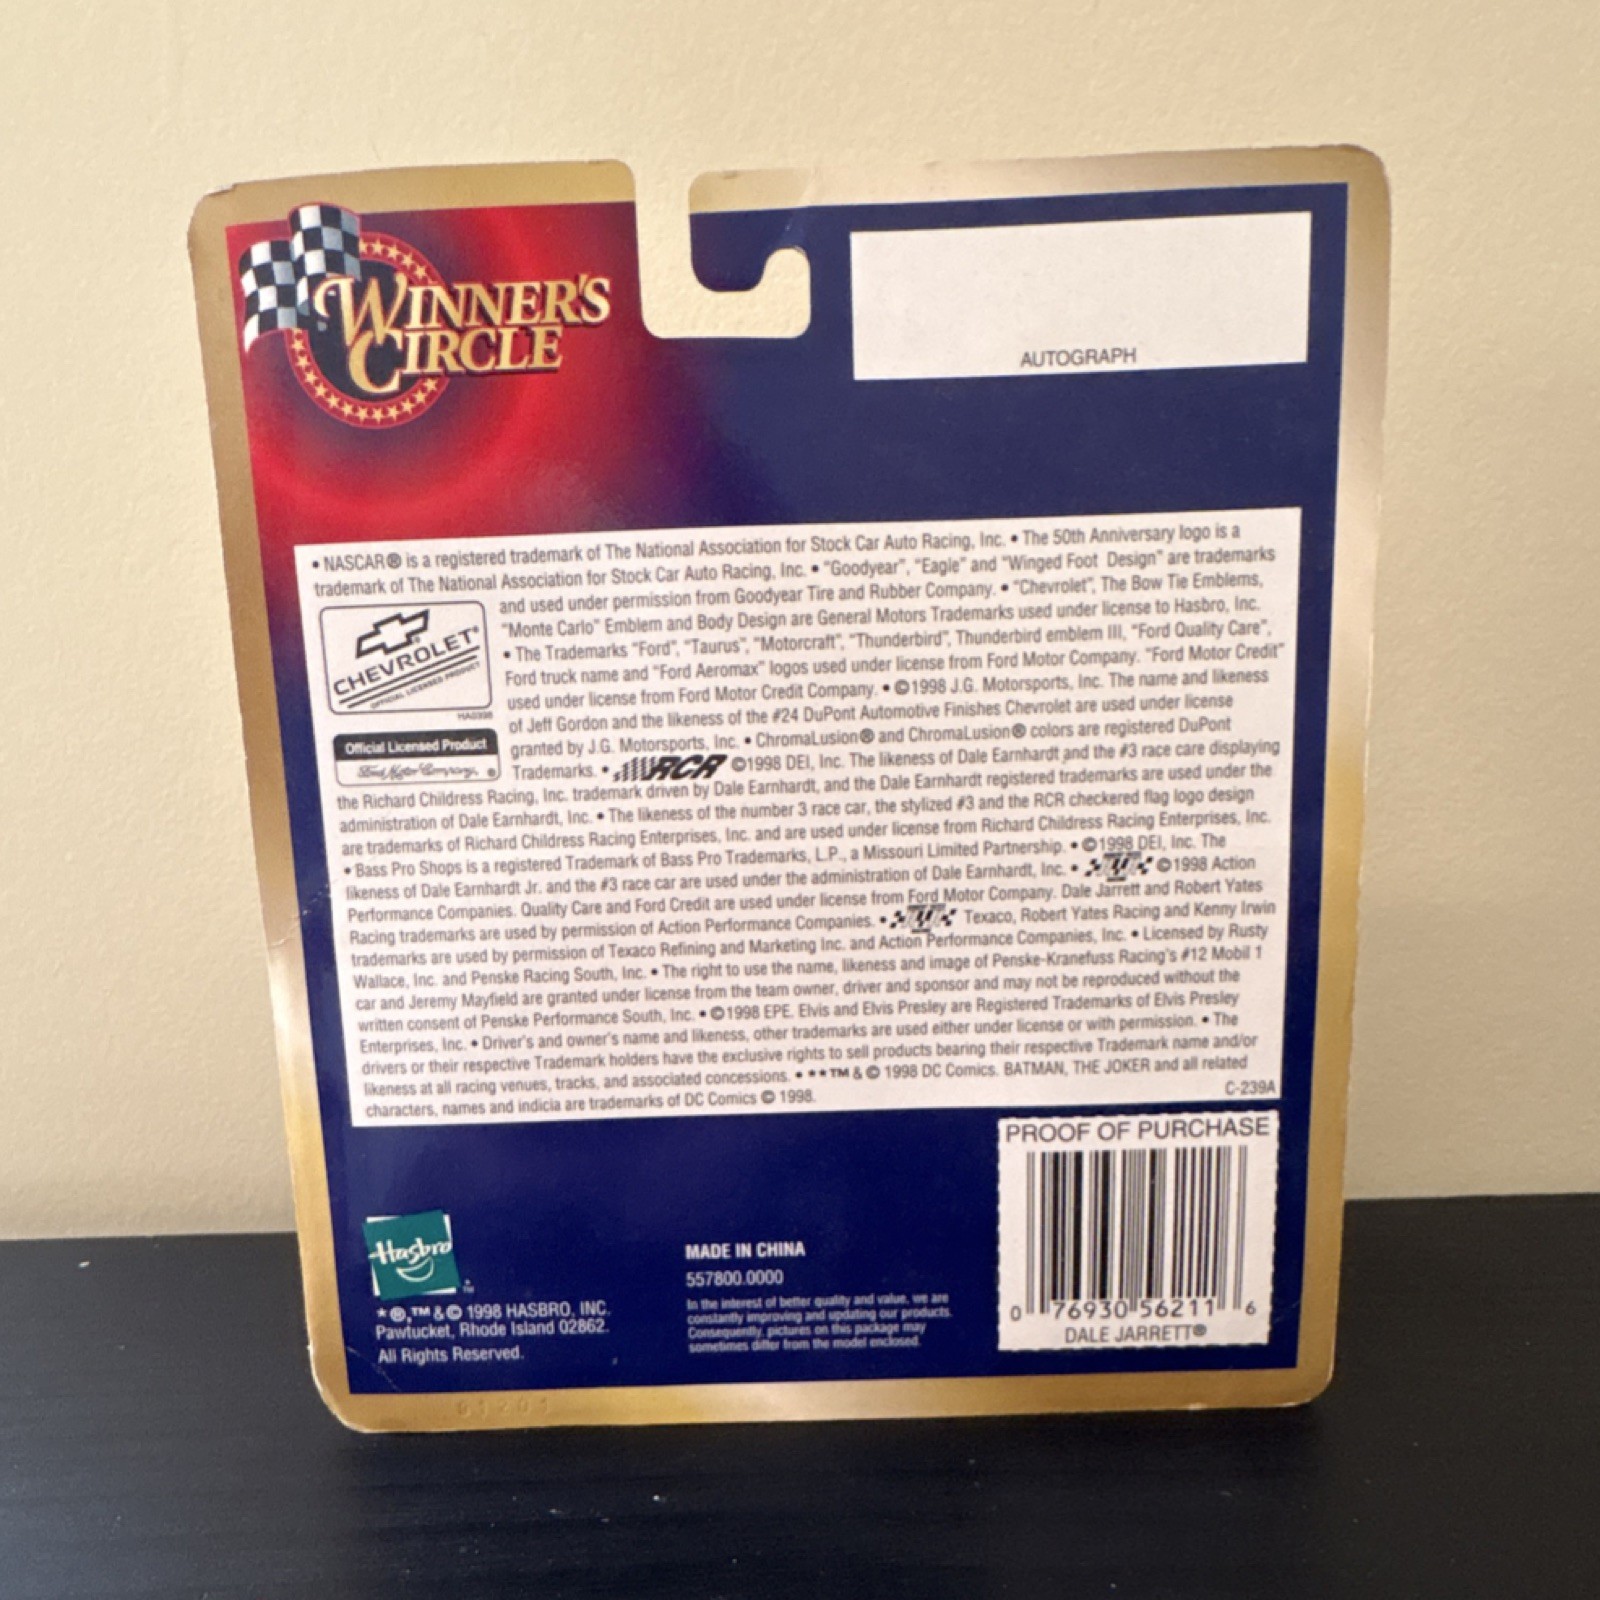 WINNER'S
CIRCLE
AUTOGRAPH
• NASCAR® is a registered trademark of The National Association for Stock Car Auto Racing, Inc. • The 50th Anniversary logo is a
trademark of The National Association for Stock Car Auto Racing, Inc. • "Goodyear", "Eagle" and "Winged Foot Design" are trademarks
and used under permission from Goodyear Tire and Rubber Company. • "Chevrolet", The Bow Tie Emblems,
"Monte Carlo" Emblem and Body Design are General Motors Trademarks used under license to Hasbro, Inc.
• The Trademarks "Ford", "Taurus", "Motorcraft", "Thunderbird", Thunderbird emblem III, "Ford Quality Care",
Ford truck name and "Ford Aeromax" logos used under license from Ford Motor Company. "Ford Motor Credit"
used under license from Ford Motor Credit Company. • ©1998 J.G. Motorsports, Inc. The name and likeness
of Jeff Gordon and the likeness of the #24 DuPont Automotive Finishes Chevrolet are used under license
granted by J.G. Motorsports, Inc. • ChromaLusion® and ChromaLusion® colors are registered DuPont
Trademarks. • RCR ©1998 DEI, Inc. The likeness of Dale Earnhardt and the #3 race care displaying
the Richard Childress Racing, Inc. trademark driven by Dale Earnhardt, and the Dale Earnhardt registered trademarks are used under the
administration of Dale Earnhardt, Inc. • The likeness of the number 3 race car, the stylized #3 and the RCR checkered flag logo design
are trademarks of Richard Childress Racing Enterprises, Inc. and are used under license from Richard Childress Racing Enterprises, Inc.
• Bass Pro Shops is a registered Trademark of Bass Pro Trademarks, L.P., a Missouri Limited Partnership. • ©1998 DEI, Inc. The
likeness of Dale Earnhardt Jr. and the #3 race car are used under the administration of Dale Earnhardt, Inc. • ©1998 Action
Performance Companies. Quality Care and Ford Credit are used under license from Ford Motor Company. Dale Jarrett and Robert Yates
Racing trademarks are used by permission of Action Performance Companies. • Texaco, Robert Yates Racing and Kenny Irwin
trademarks are used by permission of Texaco Refining and Marketing Inc. and Action Performance Companies, Inc. • Licensed by Rusty
Wallace, Inc. and Penske Racing South, Inc. • The right to use the name, likeness and image of Penske-Kranefuss Racing's #12 Mobil 1
car and Jeremy Mayfield are granted under license from the team owner, driver and sponsor and may not be reproduced without the
written consent of Penske Performance South, Inc. • ©1998 EPE. Elvis and Elvis Presley are Registered Trademarks of Elvis Presley
Enterprises, Inc. • Driver's and owner's name and likeness, other trademarks are used either under license or with permission. • The
drivers or their respective Trademark holders have the exclusive rights to sell products bearing their respective Trademark name and/or
likeness at all racing venues, tracks, and associated concessions. • **™ & © 1998 DC Comics. BATMAN, THE JOKER and all related
characters, names and indicia are trademarks of DC Comics © 1998.
C-239A
CHEVROLET®
OFFICIAL LICENSED PRODUCT
HA0398
Official Licensed Product
Ford Motor Company, ®
PROOF OF PURCHASE
0 76930 56211 6
DALE JARRETT®
Hasbro
™
*®,™ & © 1998 HASBRO, INC.
Pawtucket, Rhode Island 02862.
All Rights Reserved.
MADE IN CHINA
557800.0000
In the interest of better quality and value, we are
constantly improving and updating our products.
Consequently, pictures on this package may
sometimes differ from the model enclosed.